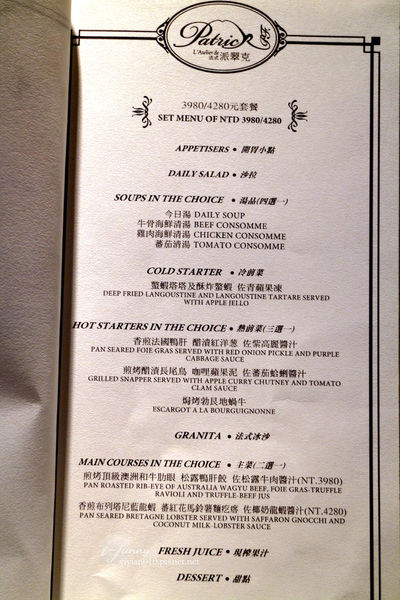 Patrick
L'Atelier de
法式 派翠克
3980/4280元套餐
SET MENU OF NTD 3980/4280
APPETISERS • 開胃小點
DAILY SALAD • 沙拉
SOUPS IN THE CHOICE • 湯品(四選一)
今日湯 DAILY SOUP
牛骨海鮮清湯 BEEF CONSOMME
雞肉海鮮清湯 CHICKEN CONSOMME
蕃茄清湯 TOMATO CONSOMME
COLD STARTER • 冷前菜
螯蝦塔塔及酥炸螯蝦 佐青蘋果凍
DEEP FRIED LANGOUSTINE AND LANGOUSTINE TARTARE SERVED
WITH APPLE JELLO
HOT STARTERS IN THE CHOICE • 熱前菜(三選一)
香煎法國鴨肝 醋漬紅洋蔥 佐紫高麗醬汁
PAN SEARED FOIE GRAS SERVED WITH RED ONION PICKLE AND PURPLE
CABBAGE SAUCE
煎烤醋漬長尾鳥 咖哩蘋果泥 佐蕃茄蛤蜊醬汁
GRILLED SNAPPER SERVED WITH APPLE CURRY CHUTNEY AND TOMATO
CLAM SAUCE
焗烤勃艮地蝸牛
ESCARGOT A LA BOURGUIGNONNE
GRANITA • 法式冰沙
MAIN COURSES IN THE CHOICE • 主菜(二選一)
煎烤頂級澳洲和牛肋眼 松露鴨肝餃 佐松露牛肉醬汁(NT.3980)
PAN ROASTED RIB-EYE OF AUSTRALIA WAGYU BEEF, FOIE GRAS-TRUFFLE
RAVIOLI AND TRUFFLE-BEEF JUS
香煎布列塔尼藍龍蝦 蕃紅花馬鈴薯麵疙瘩 佐椰奶龍蝦醬汁(NT.4280)
PAN SEARED BRETAGNE LOBSTER SERVED WITH SAFFARON GNOCCHI AND
COCONUT MILK-LOBSTER SAUCE
FRESH JUICE • 現榨果汁
DESSERT • 甜點